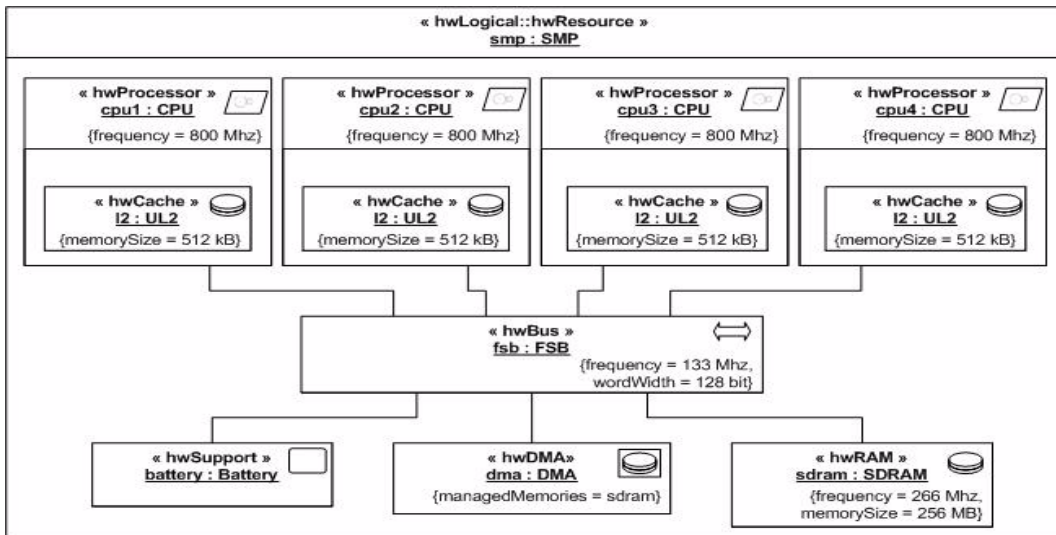 « hwLogical::hwResource »
smp : SMP
« hwProcessor »
cpu1 : CPU
{frequency = 800 Mhz}
« hwCache »
l2 : UL2
{memorySize = 512 kB}
« hwProcessor »
cpu2 : CPU
{frequency = 800 Mhz}
« hwCache »
l2 : UL2
{memorySize = 512 kB}
« hwProcessor »
cpu3 : CPU
{frequency = 800 Mhz}
« hwCache »
l2 : UL2
{memorySize = 512 kB}
« hwProcessor »
cpu4 : CPU
{frequency = 800 Mhz}
« hwCache »
l2 : UL2
{memorySize = 512 kB}
« hwBus »
fsb : FSB
{frequency = 133 Mhz,
wordWidth = 128 bit}
« hwSupport »
battery : Battery
« hwDMA»
dma : DMA
{managedMemories = sdram}
« hwRAM »
sdram : SDRAM
{frequency = 266 Mhz,
memorySize = 256 MB}